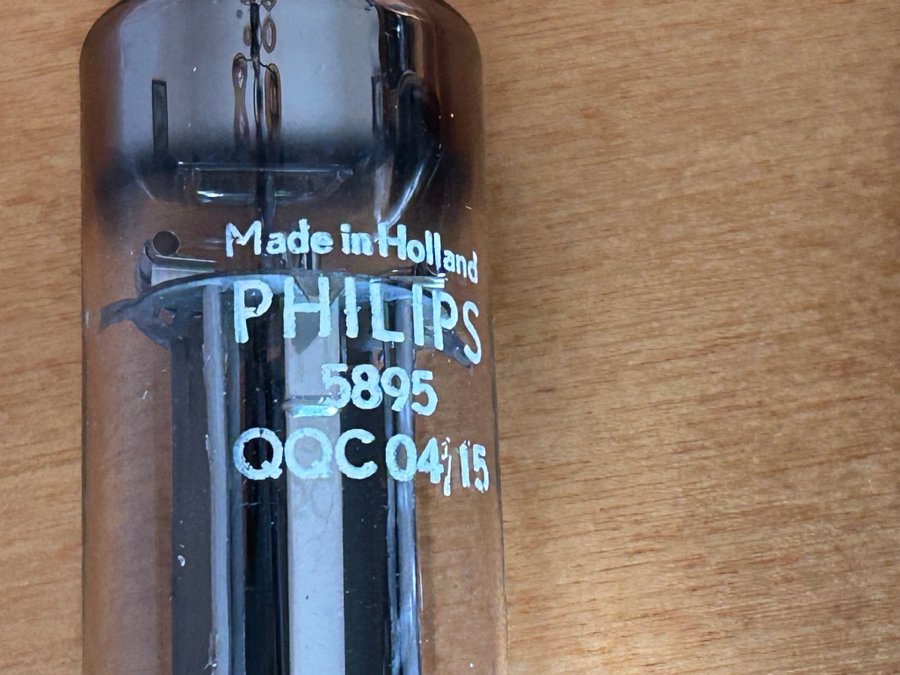 Made in Holland
PHILIPS
5895
QQC 04/15